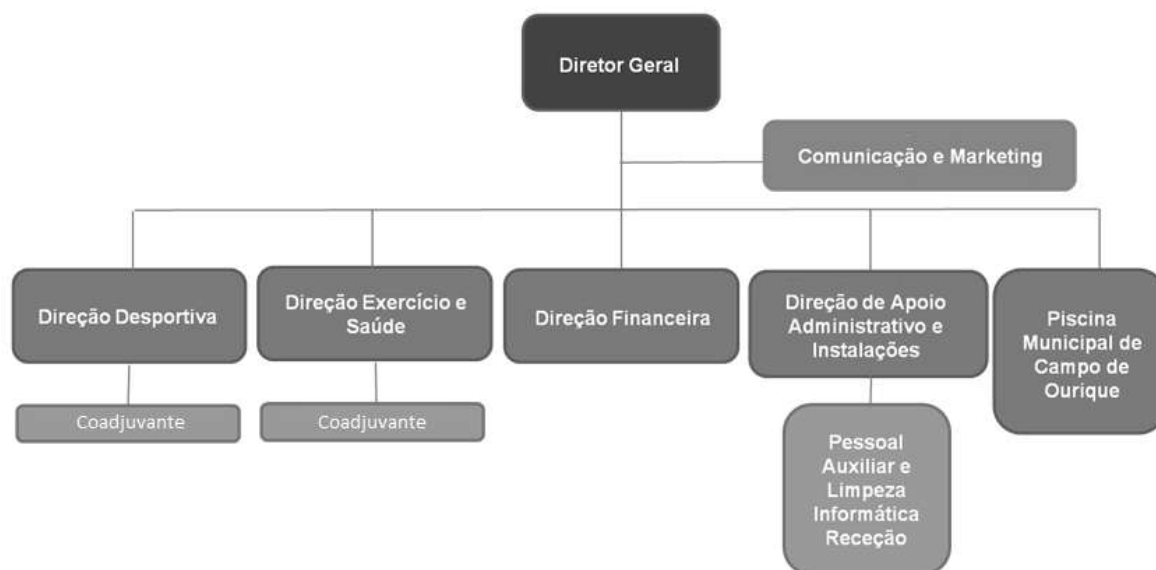 Diretor Geral
Comunicação e Marketing
Direção Desportiva
Direção Exercício e
Saúde
Direção Financeira
Direção de Apoio
Administrativo e
Instalações
Piscina
Municipal de
Campo de
Ourique
Coadjuvante
Coadjuvante
Pessoal
Auxiliar e
Limpeza
Informática
Receção